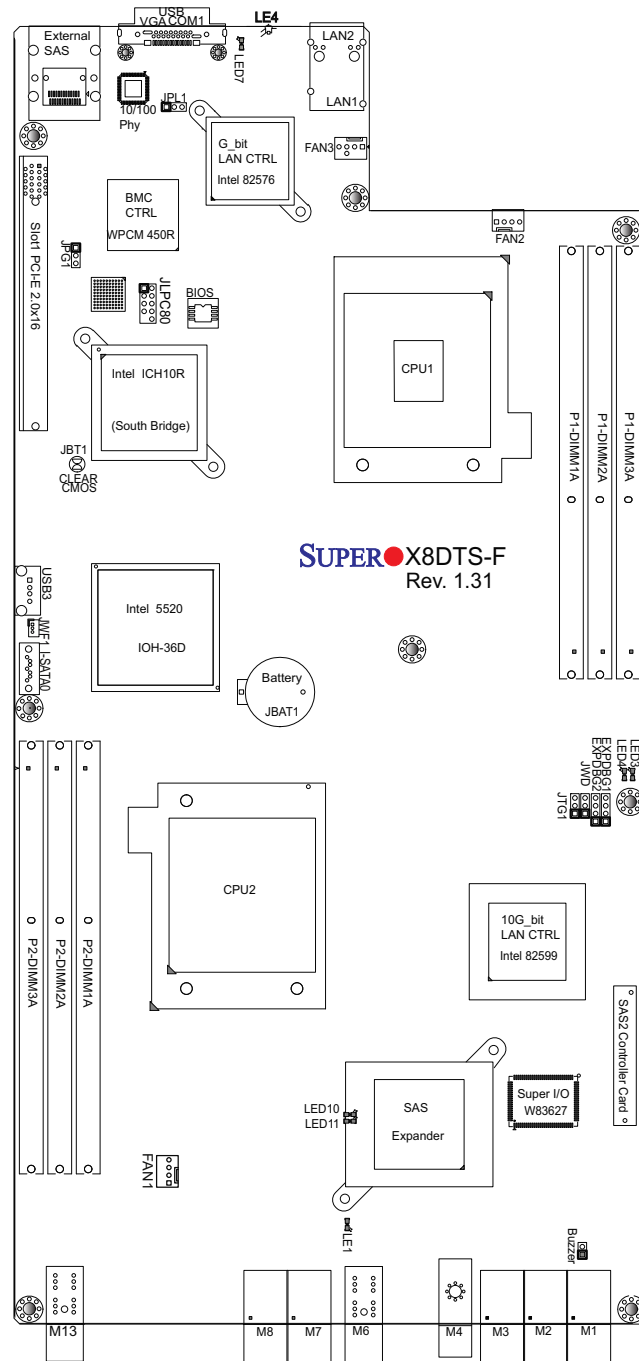 USB
VGA COM1
LE4
External
SAS
LED7
LAN2
LAN1
10/100
Phy
JPL1
G_bit
LAN CTRL
Intel 82576
FAN3
FAN2
BMC
CTRL
WPCM 450R
Slot1 PCI-E 2.0x16
JPG1
JLPC80
BIOS
CPU1
Intel ICH10R
(South Bridge)
JBT1
CLEAR
CMOS
P1-DIMM1A
P1-DIMM2A
P1-DIMM3A
SUPER X8DTS-F
Rev. 1.31
USB3
JWF1
I-SATA0
Intel 5520
IOH-36D
Battery
JBAT1
LED3
LED4
EXPDBG1
EXPDBG2
JWD
JTG1
CPU2
P2-DIMM3A
P2-DIMM2A
P2-DIMM1A
10G_bit
LAN CTRL
Intel 82599
SAS2 Controller Card
LED10
LED11
SAS
Expander
Super I/O
W83627
FAN1
LE1
Buzzer
M13
M8
M7
M6
M4
M3
M2
M1